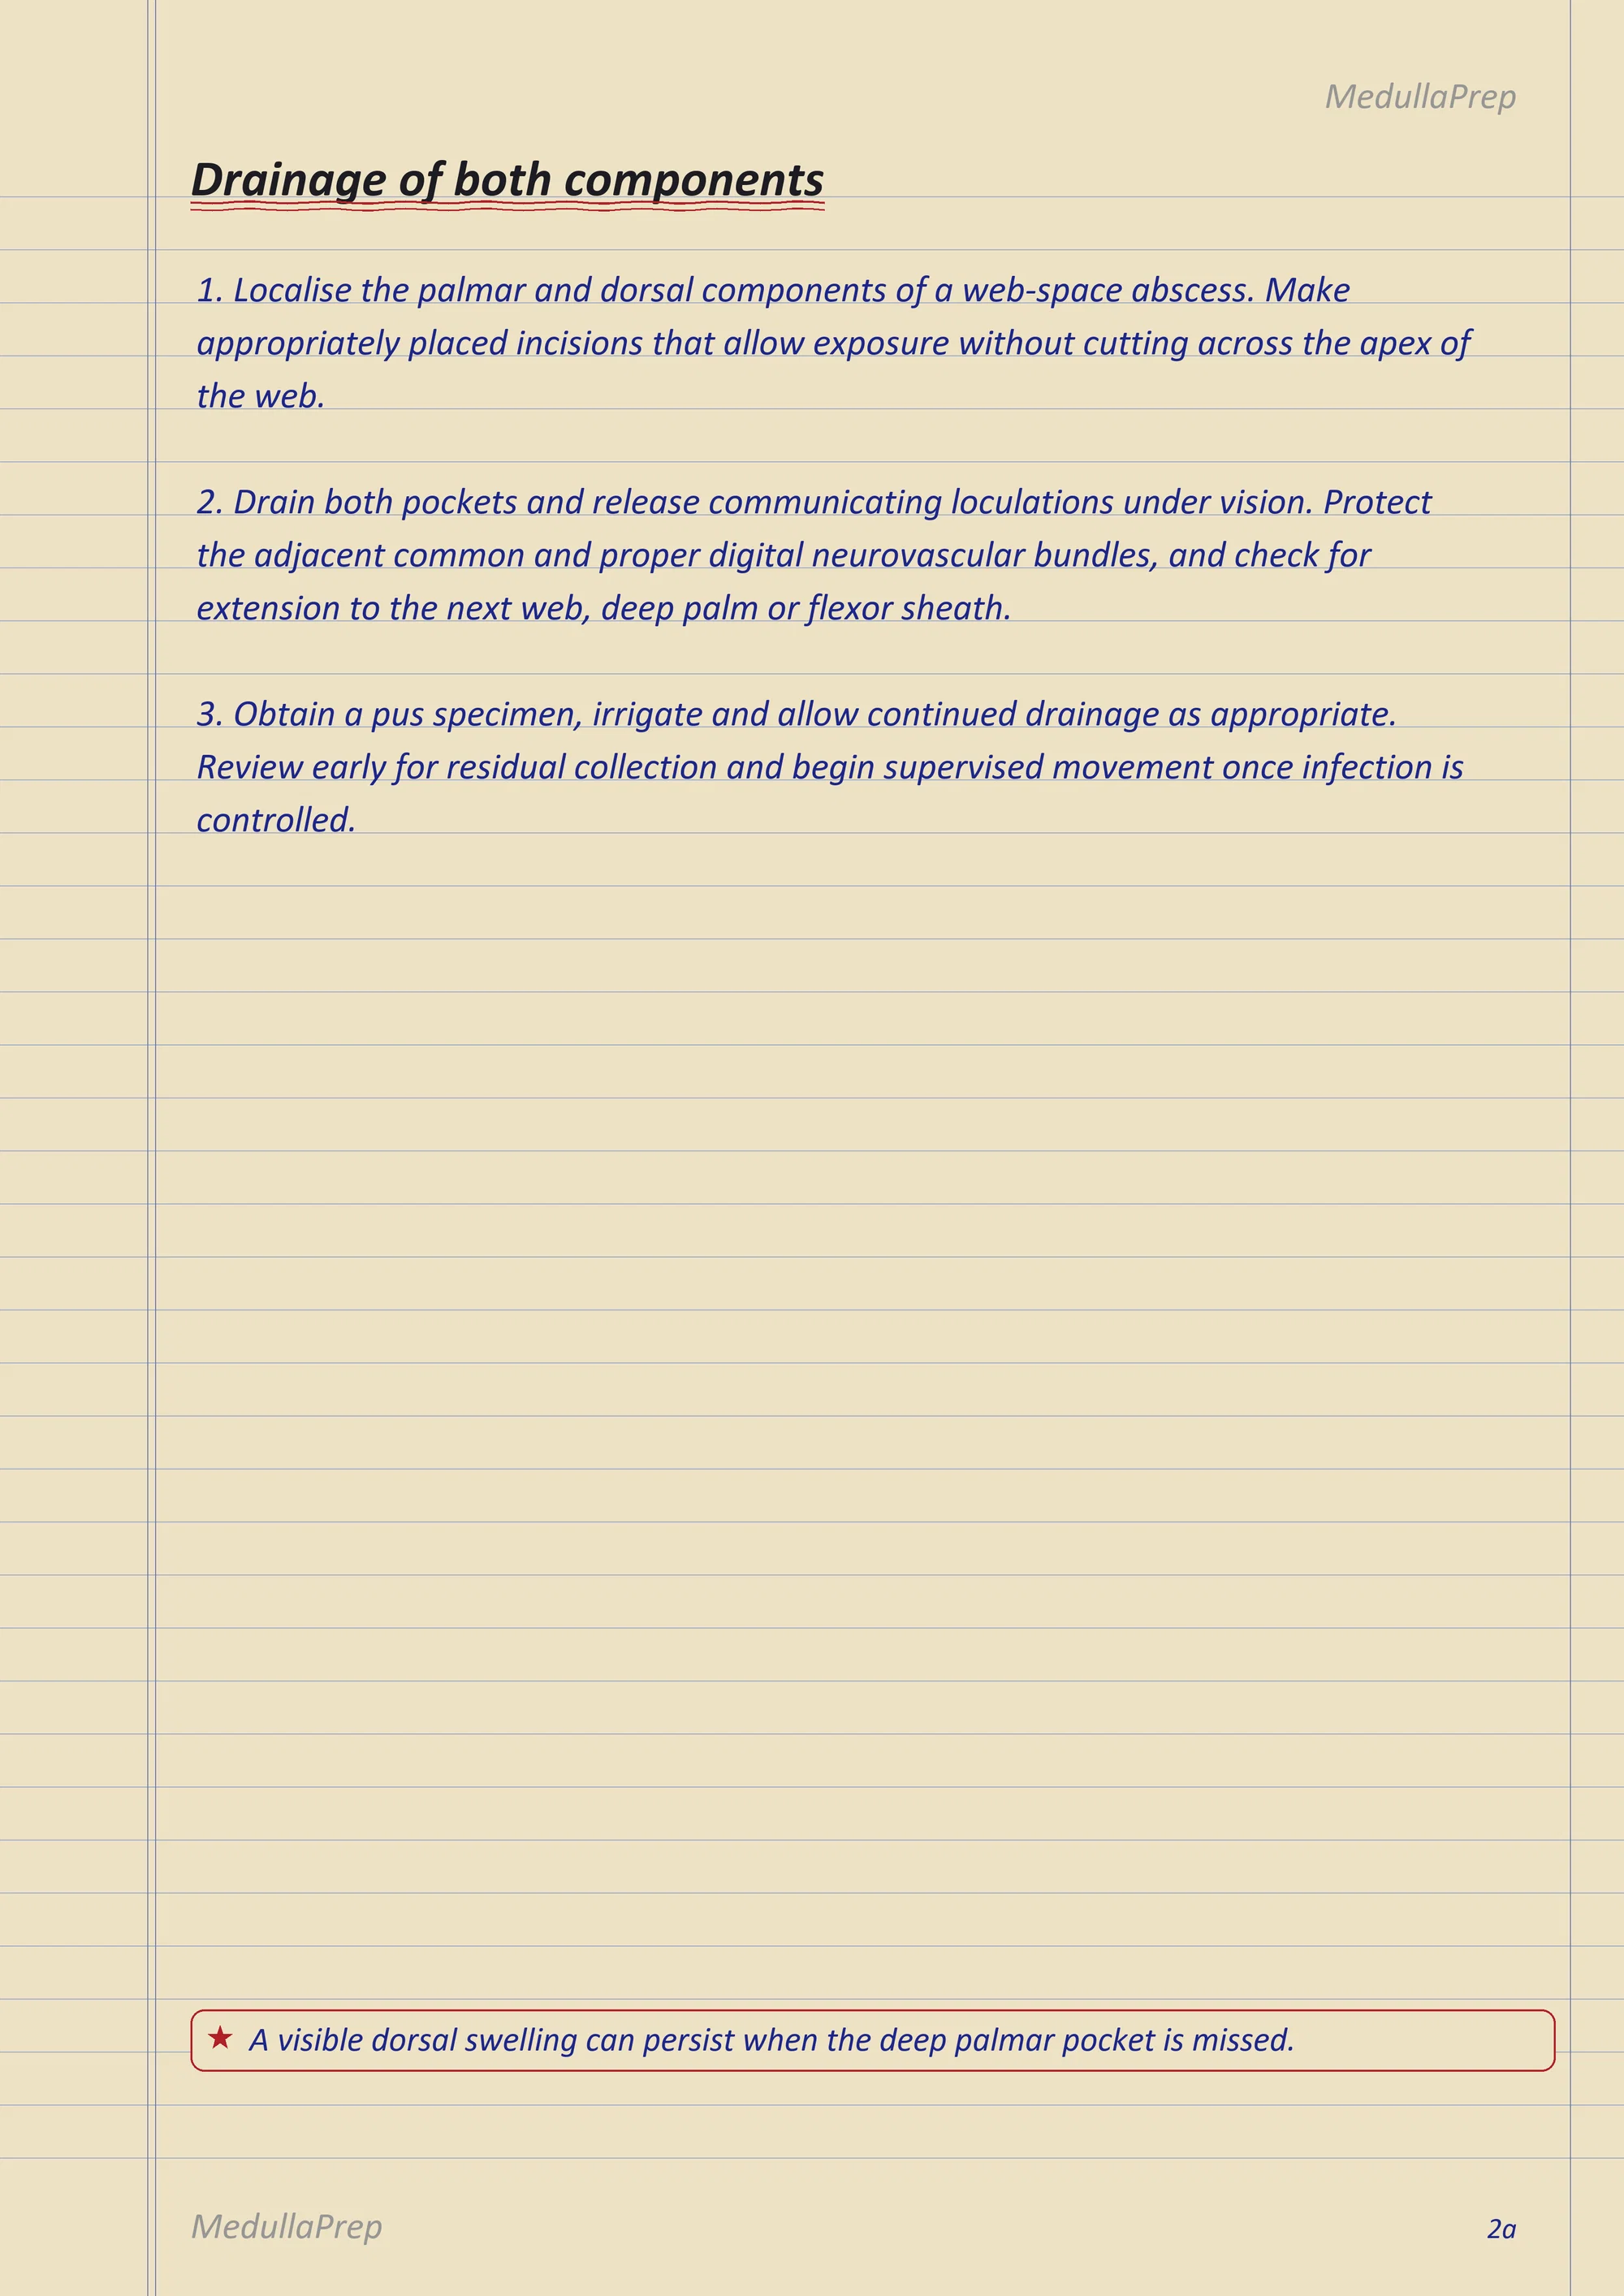 MedullaPrep
Drainage of both components
1. Localise the palmar and dorsal components of a web-space abscess. Make
appropriately placed incisions that allow exposure without cutting across the apex of
the web.
2. Drain both pockets and release communicating loculations under vision. Protect
the adjacent common and proper digital neurovascular bundles, and check for
extension to the next web, deep palm or flexor sheath.
3. Obtain a pus specimen, irrigate and allow continued drainage as appropriate.
Review early for residual collection and begin supervised movement once infection is
controlled.
★ A visible dorsal swelling can persist when the deep palmar pocket is missed.
MedullaPrep
2a